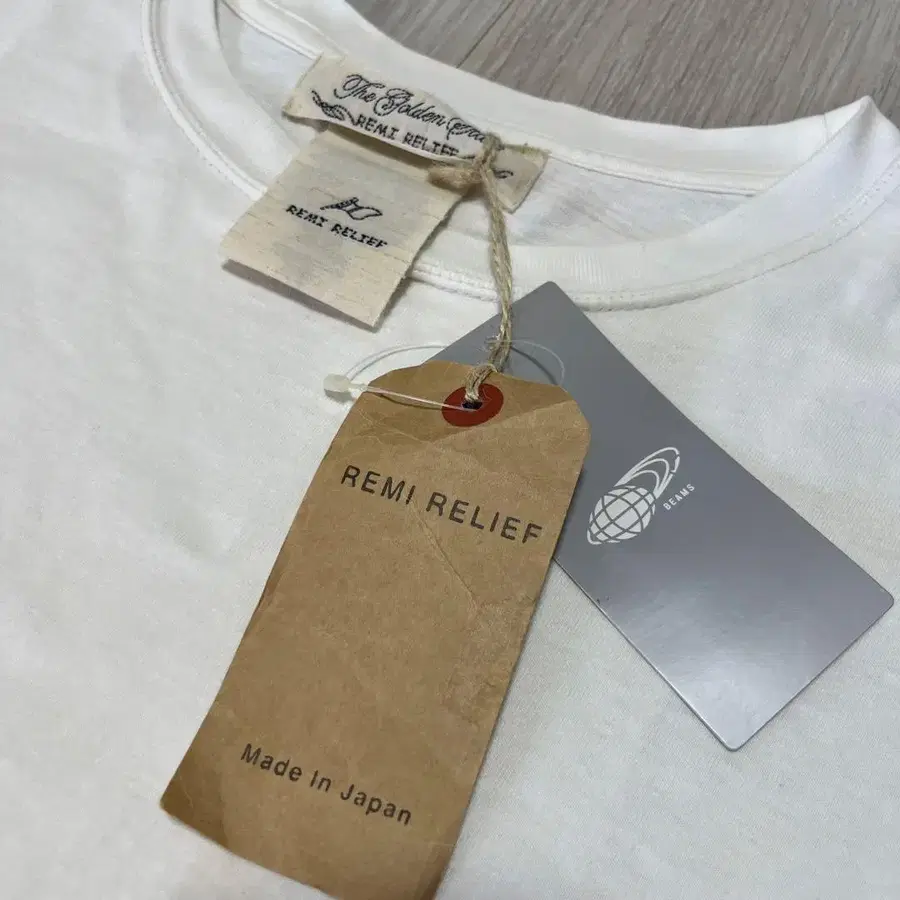 The Golden
REMI RELIEF
REMI RELIEF
BEAMS
REMI RELIEF
Made In Japan